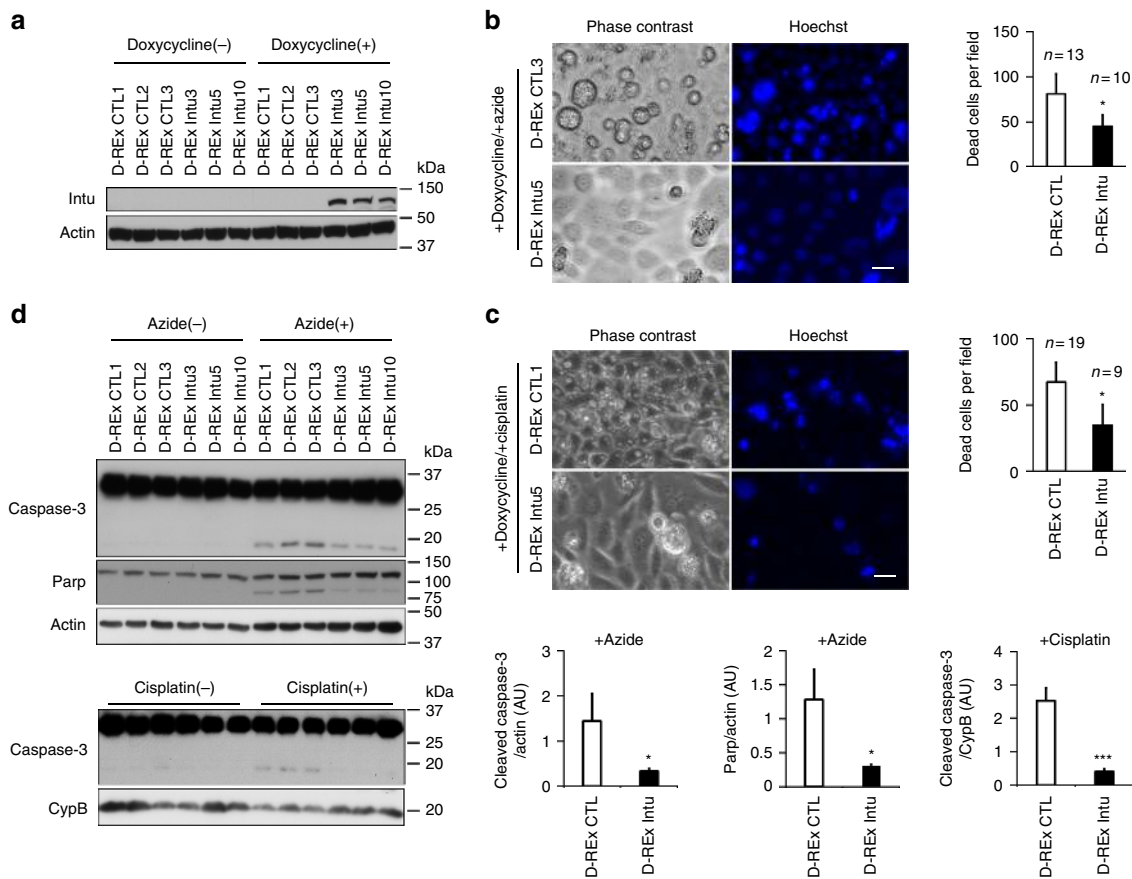 a
Doxycycline(–) Doxycycline(+)
D-REx CTL1
D-REx CTL2
D-REx CTL3
D-REx Intu3
D-REx Intu5
D-REx Intu10
D-REx CTL1
D-REx CTL2
D-REx CTL3
D-REx Intu3
D-REx Intu5
D-REx Intu10
kDa
Intu
150
50
Actin
37
b
Phase contrast Hoechst
+Doxycycline/+azide
D-REx CTL3
D-REx Intu5
Dead cells per field
150
100
50
0
n=13
n=10
*
D-REx CTL
D-REx Intu
d
Azide(–) Azide(+)
D-REx CTL1
D-REx CTL2
D-REx CTL3
D-REx Intu3
D-REx Intu5
D-REx Intu10
D-REx CTL1
D-REx CTL2
D-REx CTL3
D-REx Intu3
D-REx Intu5
D-REx Intu10
kDa
Caspase-3
37
25
20
Parp
150
100
75
Actin
50
37
Cisplatin(–) Cisplatin(+)
kDa
Caspase-3
37
25
20
CypB
20
c
Phase contrast Hoechst
+Doxycycline/+cisplatin
D-REx CTL1
D-REx Intu5
Dead cells per field
100
50
0
n=19
n=9
*
D-REx CTL
D-REx Intu
+Azide
Cleaved caspase-3
/actin (AU)
3
2
1
0
*
D-REx CTL
D-REx Intu
+Azide
Parp/actin (AU)
2
1.5
1
0.5
0
*
D-REx CTL
D-REx Intu
+Cisplatin
Cleaved caspase-3
/CypB (AU)
4
3
2
1
0
***
D-REx CTL
D-REx Intu